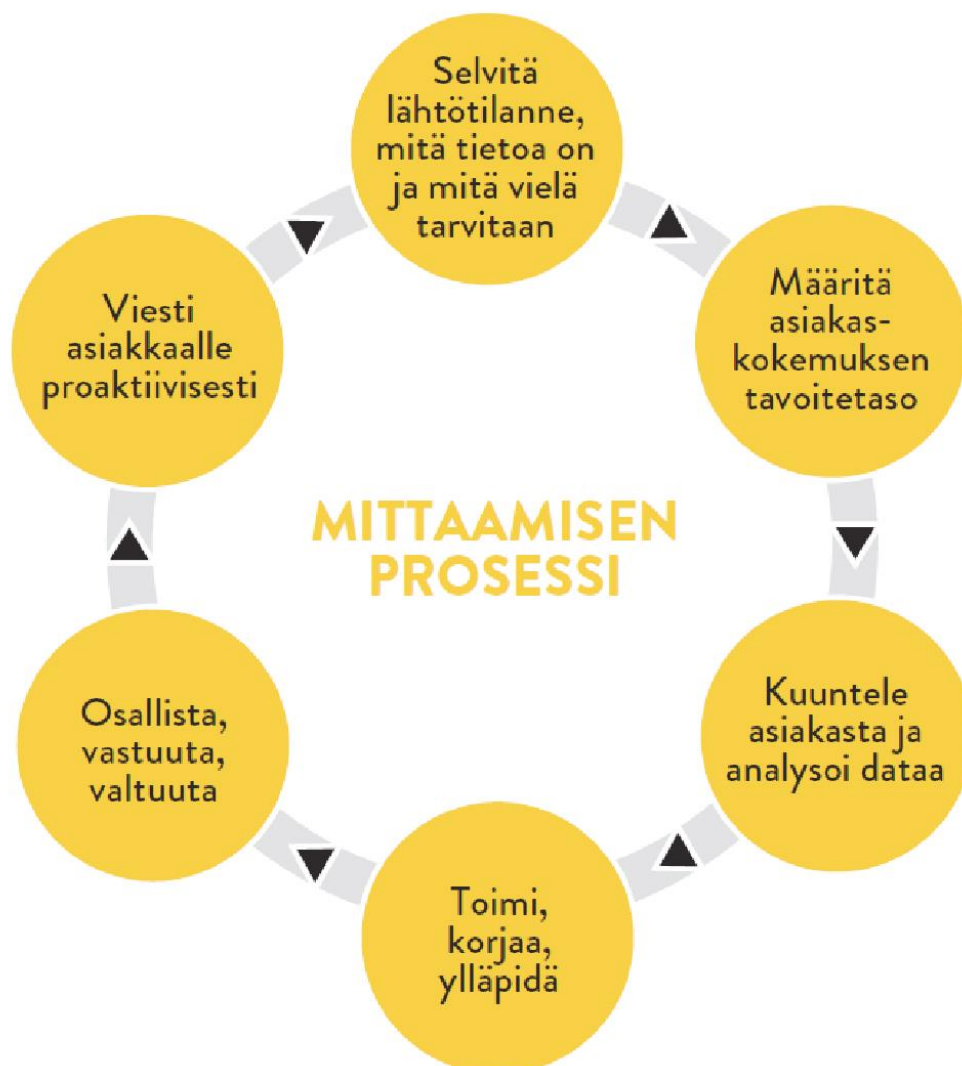 Selvitä
lähtötilanne,
mitä tietoa on
ja mitä vielä
tarvitaan
Määritä
asiakas-
kokemuksen
tavoitetaso
Kuuntele
asiakasta ja
analysoi dataa
Toimi,
korjaa,
ylläpidä
Osallista,
vastuuta,
valtuuta
Viesti
asiakkaalle
proaktiivisesti
MITTAAMISEN
PROSESSI